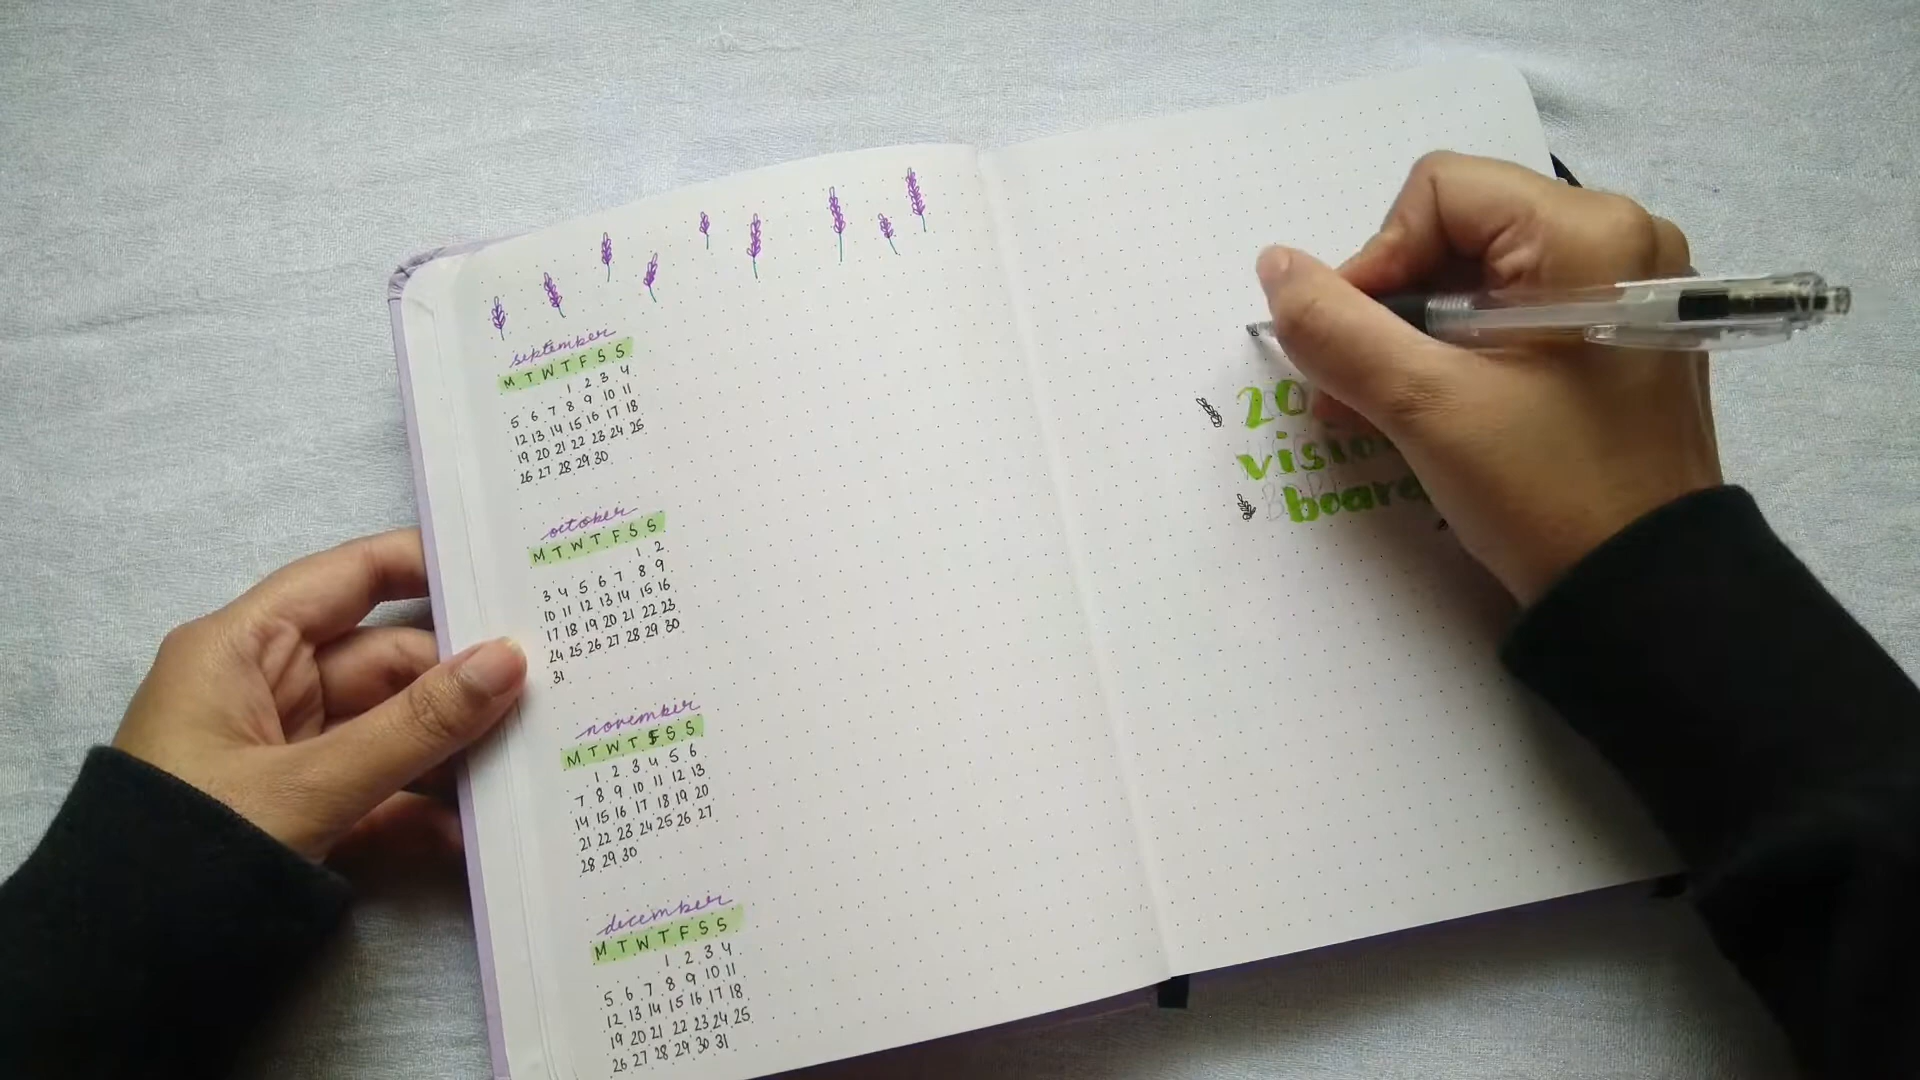 september
M T W T F S S
1 2 3 4
5 6 7 8 9 10 11
12 13 14 15 16 17 18
19 20 21 22 23 24 25
26 27 28 29 30
october
M T W T F S S
1 2
3 4 5 6 7 8 9
10 11 12 13 14 15 16
17 18 19 20 21 22 23
24 25 26 27 28 29 30
31
november
M T W T F S S
1 2 3 4 5 6
7 8 9 10 11 12 13
14 15 16 17 18 19 20
21 22 23 24 25 26 27
28 29 30
december
M T W T F S S
1 2 3 4
5 6 7 8 9 10 11
12 13 14 15 16 17 18
19 20 21 22 23 24 25
26 27 28 29 30 31
20
visio
board